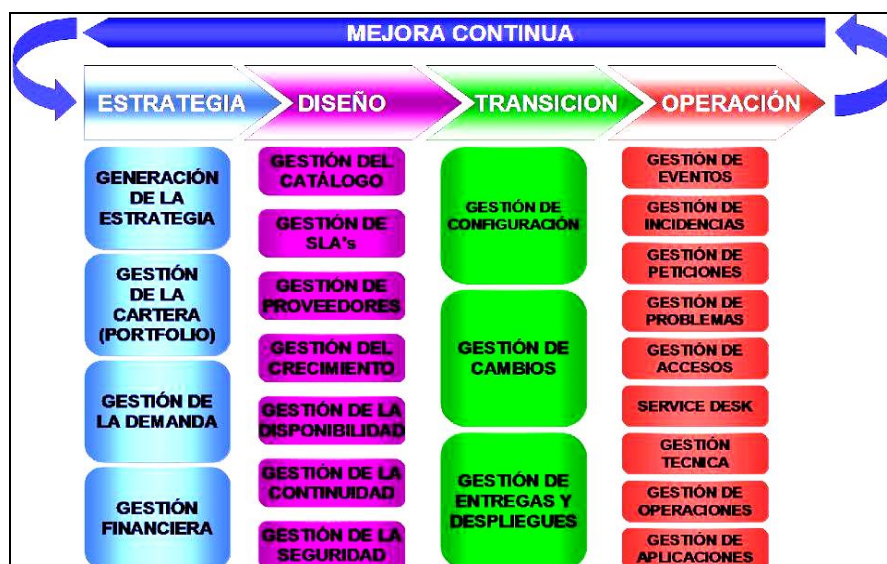 MEJORA CONTINUA
ESTRATEGIA
DISEÑO
TRANSICION
OPERACIÓN
GENERACIÓN
DE LA
ESTRATEGIA
GESTIÓN
DE LA
CARTERA
(PORTFOLIO)
GESTIÓN DE
LA DEMANDA
GESTIÓN
FINANCIERA
GESTIÓN DEL
CATÁLOGO
GESTIÓN DE
SLA's
GESTIÓN DE
PROVEEDORES
GESTIÓN DEL
CRECIMIENTO
GESTIÓN DE LA
DISPONIBILIDAD
GESTIÓN DE LA
CONTINUIDAD
GESTIÓN DE LA
SEGURIDAD
GESTIÓN DE
CONFIGURACIÓN
GESTIÓN DE
CAMBIOS
GESTIÓN DE
ENTREGAS Y
DESPLIEGUES
GESTIÓN DE
EVENTOS
GESTIÓN DE
INCIDENCIAS
GESTIÓN DE
PETICIONES
GESTIÓN DE
PROBLEMAS
GESTIÓN DE
ACCESOS
SERVICE DESK
GESTIÓN
TECNICA
GESTIÓN DE
OPERACIONES
GESTIÓN DE
APLICACIONES